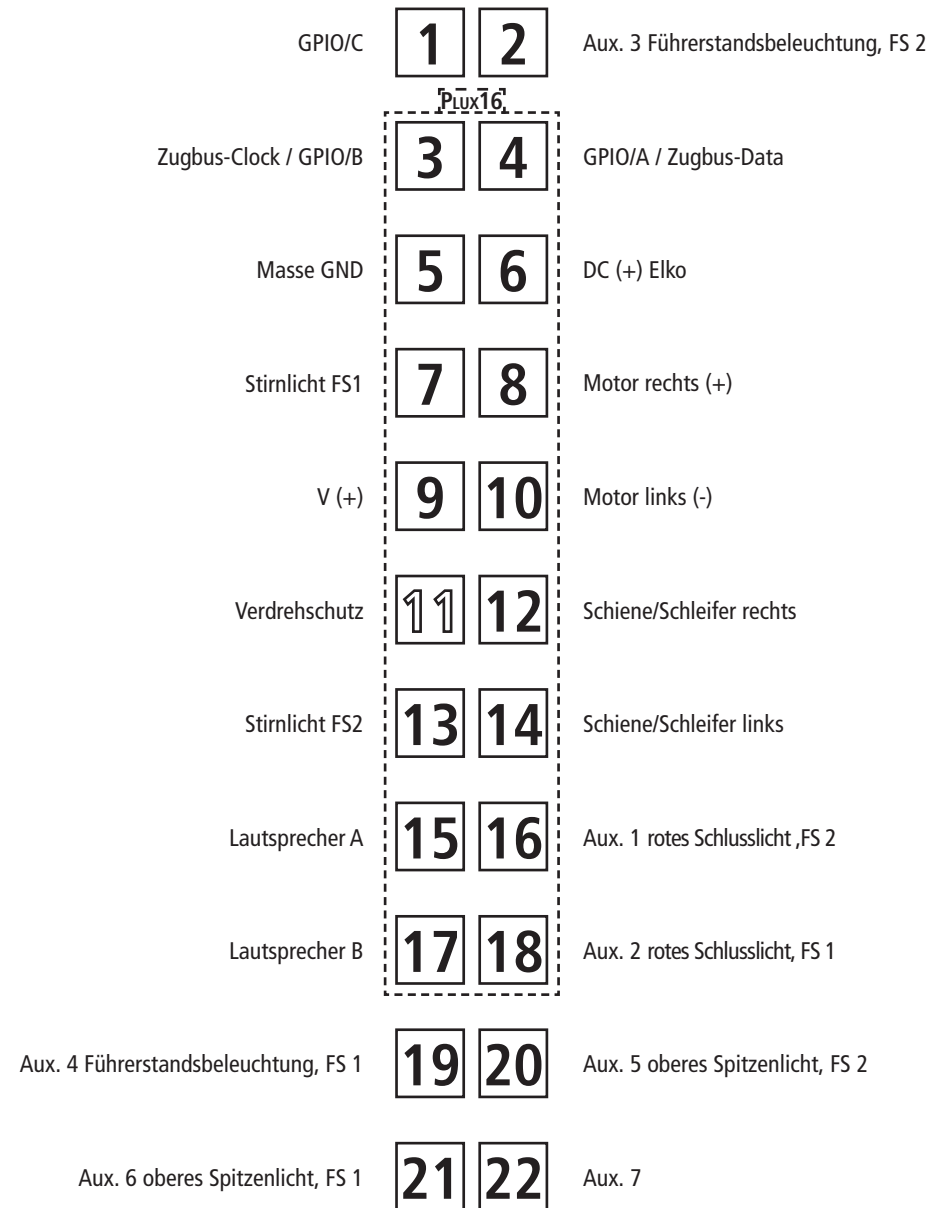 GPIO/C 1 2 Aux. 3 Führerstandsbeleuchtung, FS 2
PLUX16
Zugbus-Clock / GPIO/B 3 4 GPIO/A / Zugbus-Data
Masse GND 5 6 DC (+) Elko
Stirnlicht FS1 7 8 Motor rechts (+)
V (+) 9 10 Motor links (-)
Verdrehschutz 11 12 Schiene/Schleifer rechts
Stirnlicht FS2 13 14 Schiene/Schleifer links
Lautsprecher A 15 16 Aux. 1 rotes Schlusslicht ,FS 2
Lautsprecher B 17 18 Aux. 2 rotes Schlusslicht, FS 1
Aux. 4 Führerstandsbeleuchtung, FS 1 19 20 Aux. 5 oberes Spitzenlicht, FS 2
Aux. 6 oberes Spitzenlicht, FS 1 21 22 Aux. 7